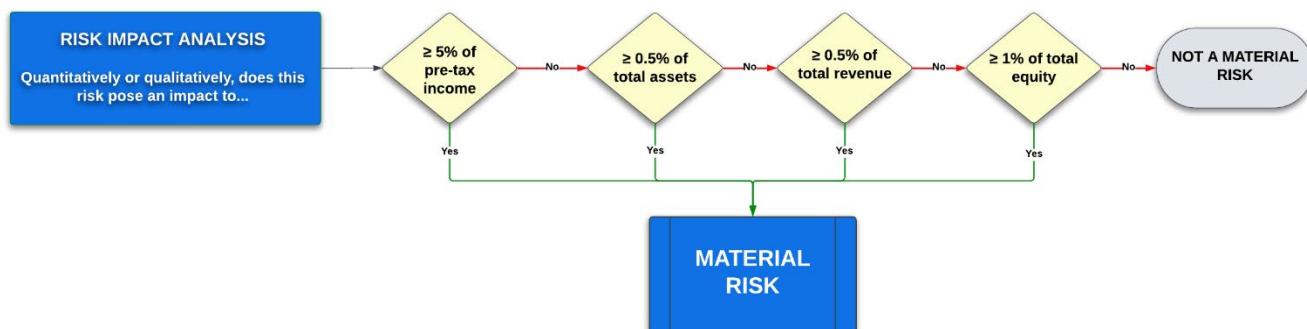 RISK IMPACT ANALYSIS
Quantitatively or qualitatively, does this
risk pose an impact to...
≥ 5% of
pre-tax
income
No
≥ 0.5% of
total assets
No
≥ 0.5% of
total revenue
No
≥ 1% of total
equity
No
NOT A MATERIAL
RISK
Yes
Yes
Yes
Yes
MATERIAL
RISK